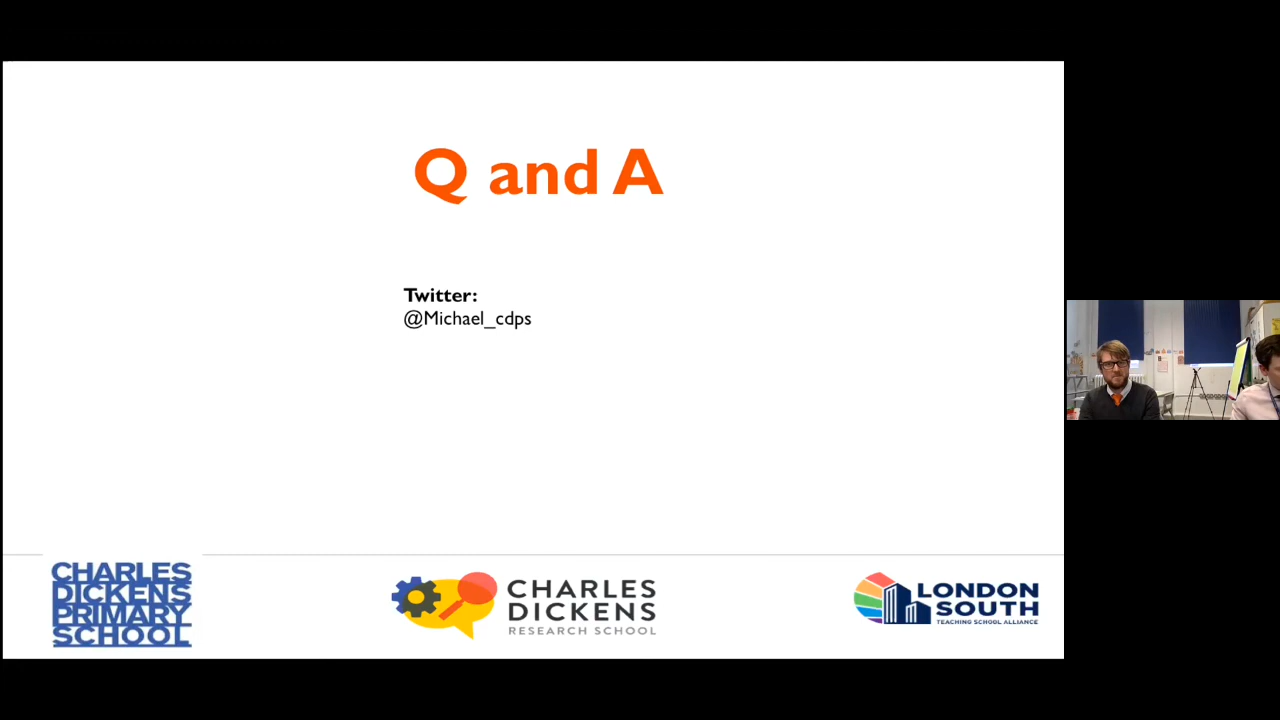 Q and A
Twitter:
@Michael_cdps
CHARLES
DICKENS
PRIMARY
SCHOOL
CHARLES
DICKENS
RESEARCH SCHOOL
LONDON
SOUTH
TEACHING SCHOOL ALLIANCE